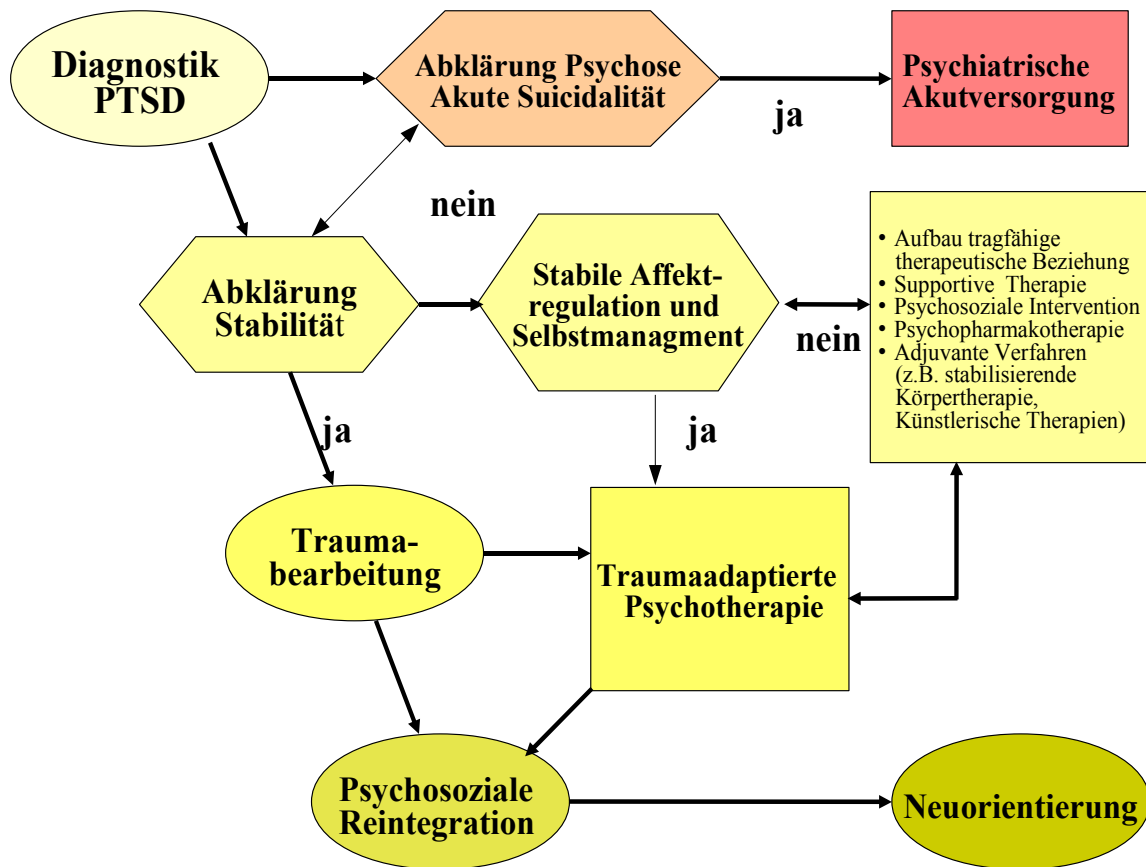 Diagnostik
PTSD
Abklärung Psychose
Akute Suicidalität
ja
Psychiatrische
Akutversorgung
nein
Abklärung
Stabilität
Stabile Affekt-
regulation und
Selbstmanagment
nein
• Aufbau tragfähige
therapeutische Beziehung
• Supportive Therapie
• Psychosoziale Intervention
• Psychopharmakotherapie
• Adjuvante Verfahren
(z.B. stabilisierende
Körpertherapie,
Künstlerische Therapien)
ja
ja
Trauma-
bearbeitung
Traumaadaptierte
Psychotherapie
Psychosoziale
Reintegration
Neuorientierung